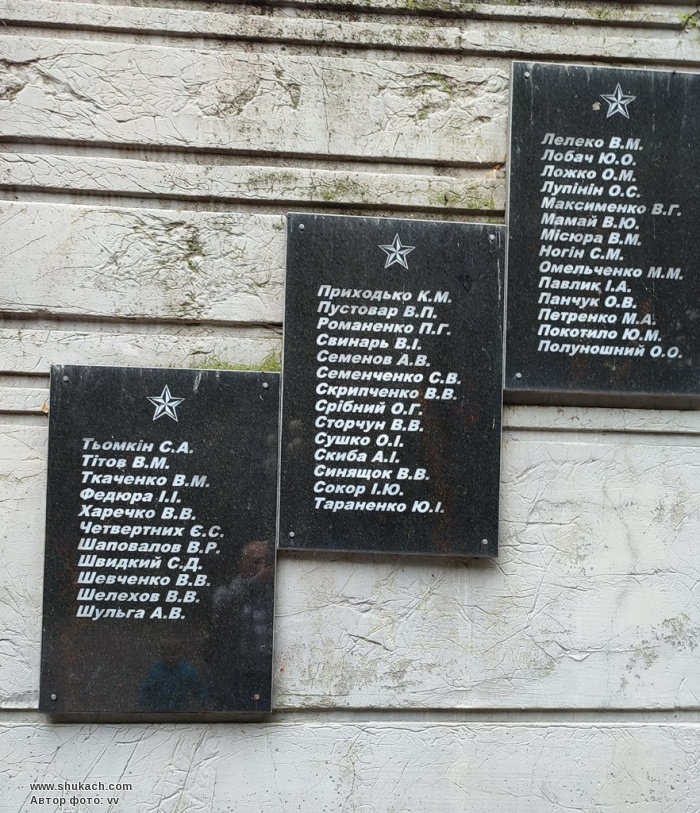 Лелеко В.М.
Лобач Ю.О.
Ложко О.М.
Лупінін О.С.
Максименко В.Г.
Мамай В.Ю.
Місюра В.М.
Ногін С.М.
Омельченко М.М.
Павлик І.А.
Панчук О.В.
Петренко М.А.
Покотило Ю.М.
Полуношний О.О.
Приходько К.М.
Пустовар В.П.
Романенко П.Г.
Свинарь В.І.
Семенов А.В.
Семенченко С.В.
Скрипченко В.В.
Срібний О.Г.
Сторчун В.В.
Сушко О.І.
Скиба А.І.
Синящок В.В.
Сокор І.Ю.
Тараненко Ю.І.
Тьомкін С.А.
Тітов В.М.
Ткаченко В.М.
Федюра І.І.
Харечко В.В.
Четвертних Є.С.
Шаповалов В.Р.
Швидкий С.Д.
Шевченко В.В.
Шелехов В.В.
Шульга А.В.
www.shukach.com
Автор фото: vv